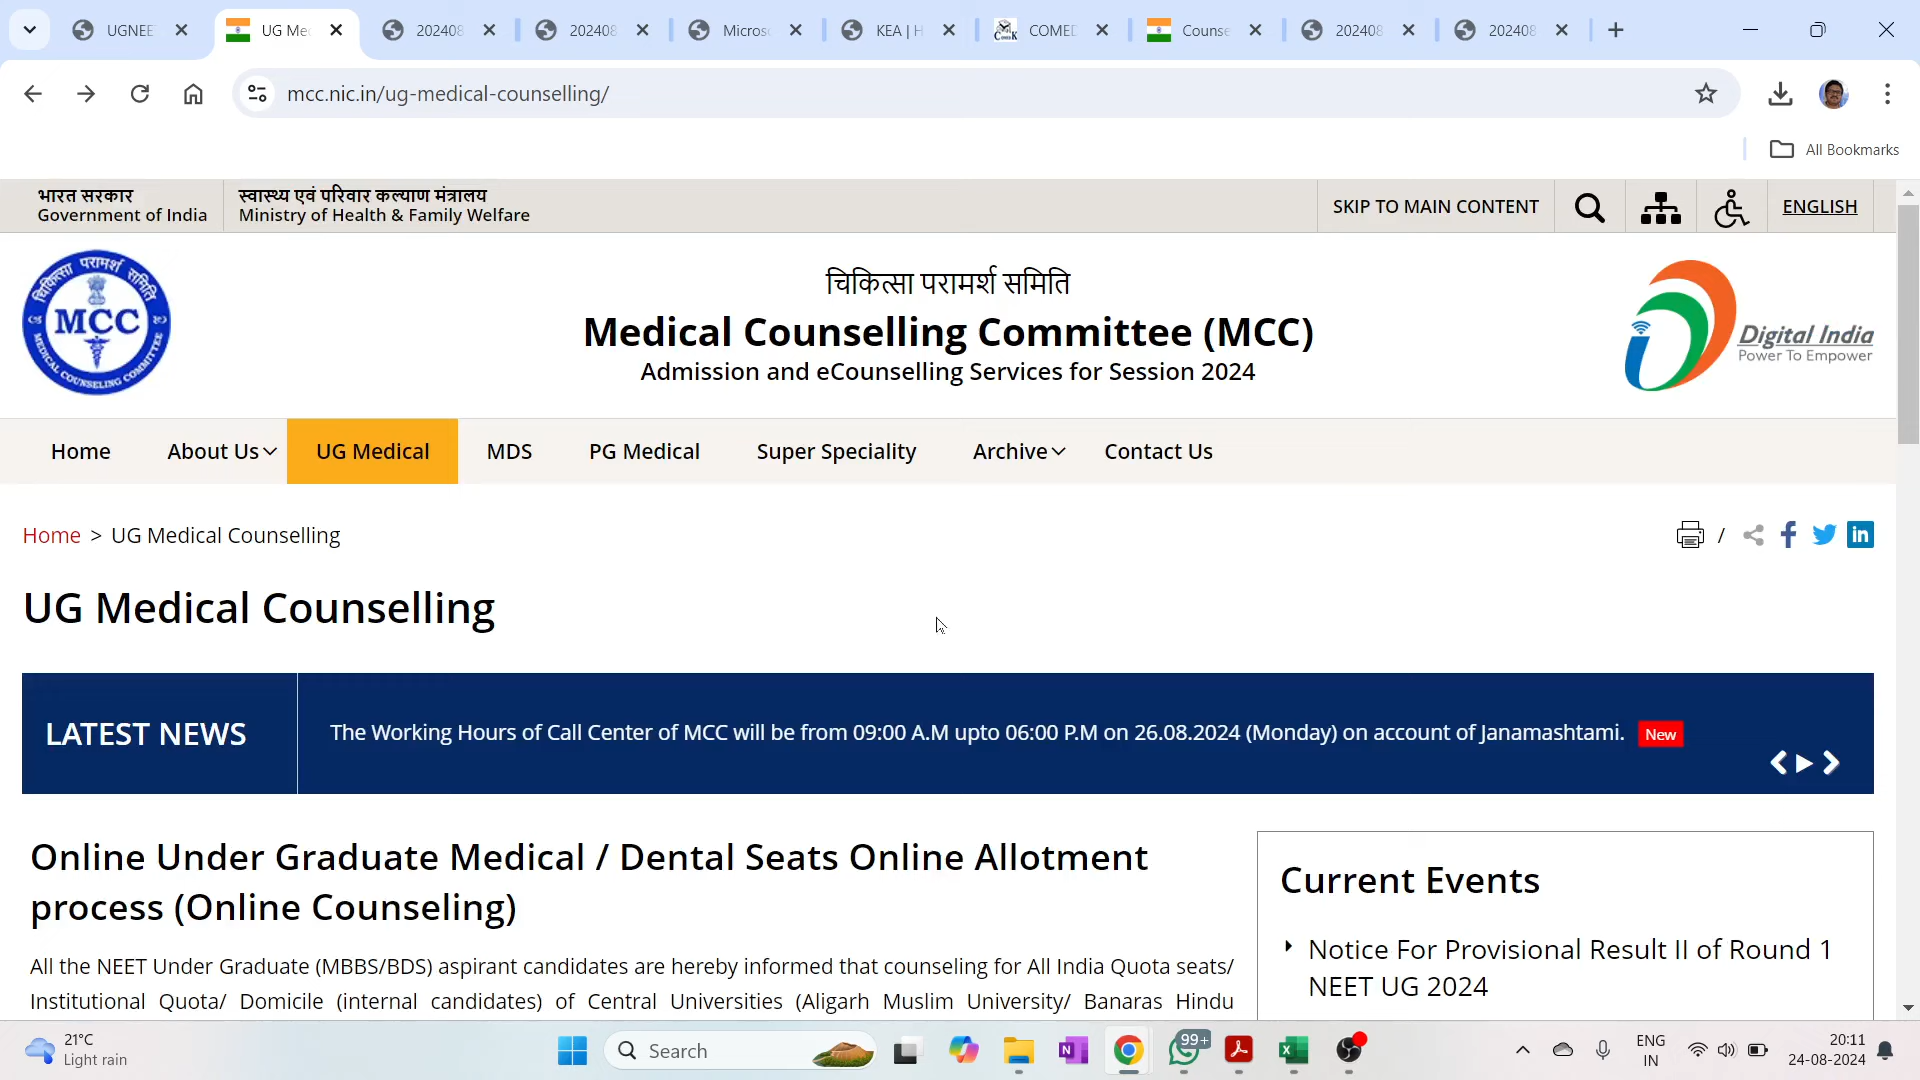 UGNEE
UG Me
202408
202408
Micros
KEA | H
COMED
Counse
202408
202408
mcc.nic.in/ug-medical-counselling/
All Bookmarks
भारत सरकार
Government of India
स्वास्थ्य एवं परिवार कल्याण मंत्रालय
Ministry of Health & Family Welfare
SKIP TO MAIN CONTENT
ENGLISH
चिकित्सा परामर्श समिति
MCC
MEDICAL COUNSELING COMMITTEE
चिकित्सा परामर्श समिति
Medical Counselling Committee (MCC)
Admission and eCounselling Services for Session 2024
Digital India
Power To Empower
Home About Us UG Medical MDS PG Medical Super Speciality Archive Contact Us
Home > UG Medical Counselling
/
UG Medical Counselling
LATEST NEWS
The Working Hours of Call Center of MCC will be from 09:00 A.M upto 06:00 P.M on 26.08.2024 (Monday) on account of Janamashtami. New
Online Under Graduate Medical / Dental Seats Online Allotment
process (Online Counseling)
All the NEET Under Graduate (MBBS/BDS) aspirant candidates are hereby informed that counseling for All India Quota seats/
Institutional Quota/ Domicile (internal candidates) of Central Universities (Aligarh Muslim University/ Banaras Hindu
Current Events
Notice For Provisional Result II of Round 1
NEET UG 2024
21°C
Light rain
Search
99+
ENG
IN
20:11
24-08-2024